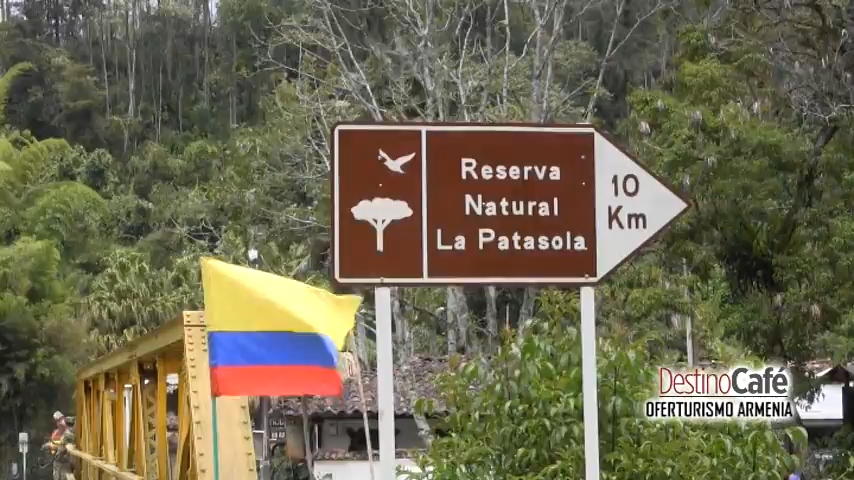 Reserva
Natural
La Patasola
10
Km
DestinoCafé
OFERTURISMO ARMENIA